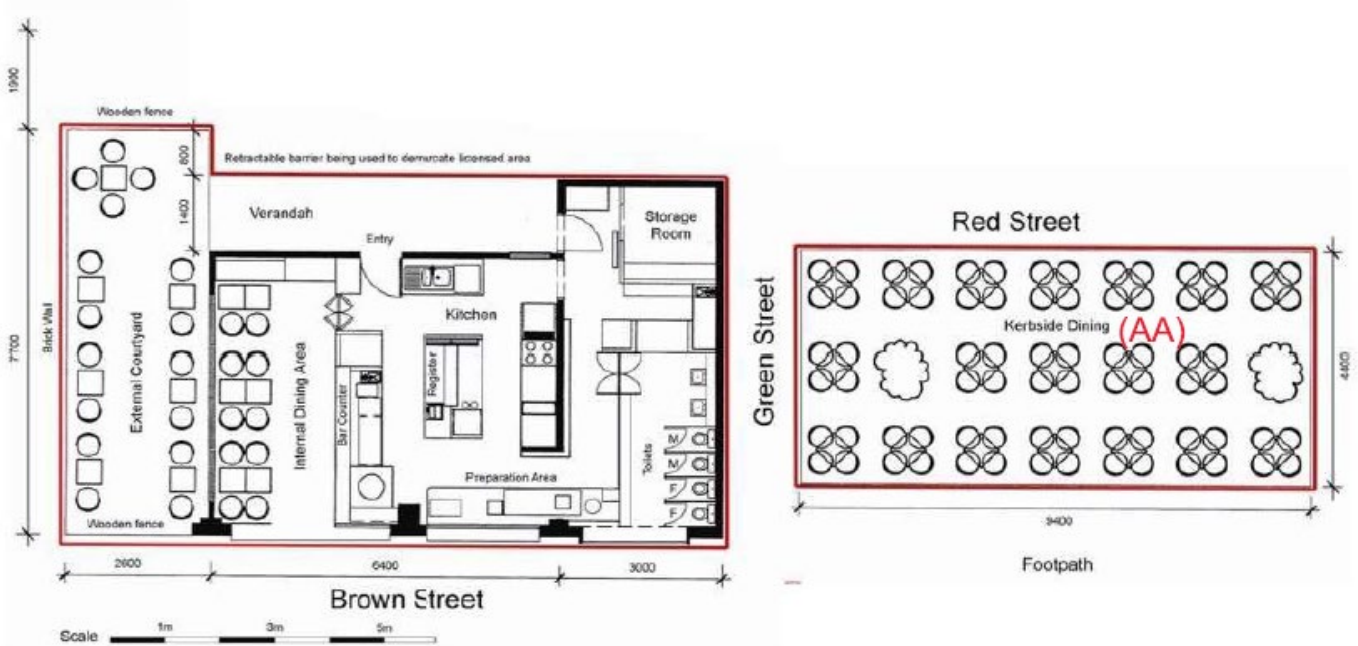 1900
Wooden fence
Retractable barrier being used to demarcate licensed area
800
1400
7700
Brick Wall
Verandah
Entry
Storage
Room
Kitchen
Register
External Courtyard
Internal Dining Area
Bar Counter
Preparation Area
Toilets
M
M
F
F
Wooden fence
2600
6400
3000
Brown Street
Scale
1m
3m
5m
Red Street
Green Street
Kerbside Dining (AA)
4400
9400
Footpath